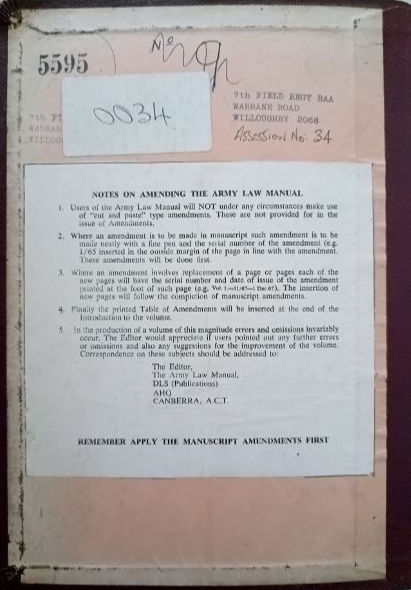 5595
0034
7th FIELD REGT RAA
WARRANE ROAD
WILLOUGHBY 2068
Assession No: 34
7th FI
WARRAN
WILLOU
NOTES ON AMENDING THE ARMY LAW MANUAL
1. Users of the Army Law Manual will NOT under any circumstances make use
of "cut and paste" type amendments. These are not provided for in the
issue of Amendments.
2. Where an amendment is to be made in manuscript such amendment is to be
made neatly with a fine pen and the serial number of the amendment (e.g.
1/65 inserted in the outside margin of the page in line with the amendment.
These amendments will be done first.
3. Where an amendment involves replacement of a page or pages each of the
new pages will have the serial number and date of issue of the amendment
printed at the foot of such page (e.g. Vol. 1. Dec 67). The insertion of
new pages will follow the completion of manuscript amendments.
4. Finally the printed Table of Amendments will be inserted at the end of the
Introduction to the volume.
5. In the production of a volume of this magnitude errors and omissions invariably
occur. The Editor would appreciate if users pointed out any further errors
or omissions and also any suggestions for the improvement of the volume.
Correspondence on these subjects should be addressed to:
The Editor,
The Army Law Manual,
DLS (Publications)
AHQ
CANBERRA, A.C.T.
REMEMBER APPLY THE MANUSCRIPT AMENDMENTS FIRST